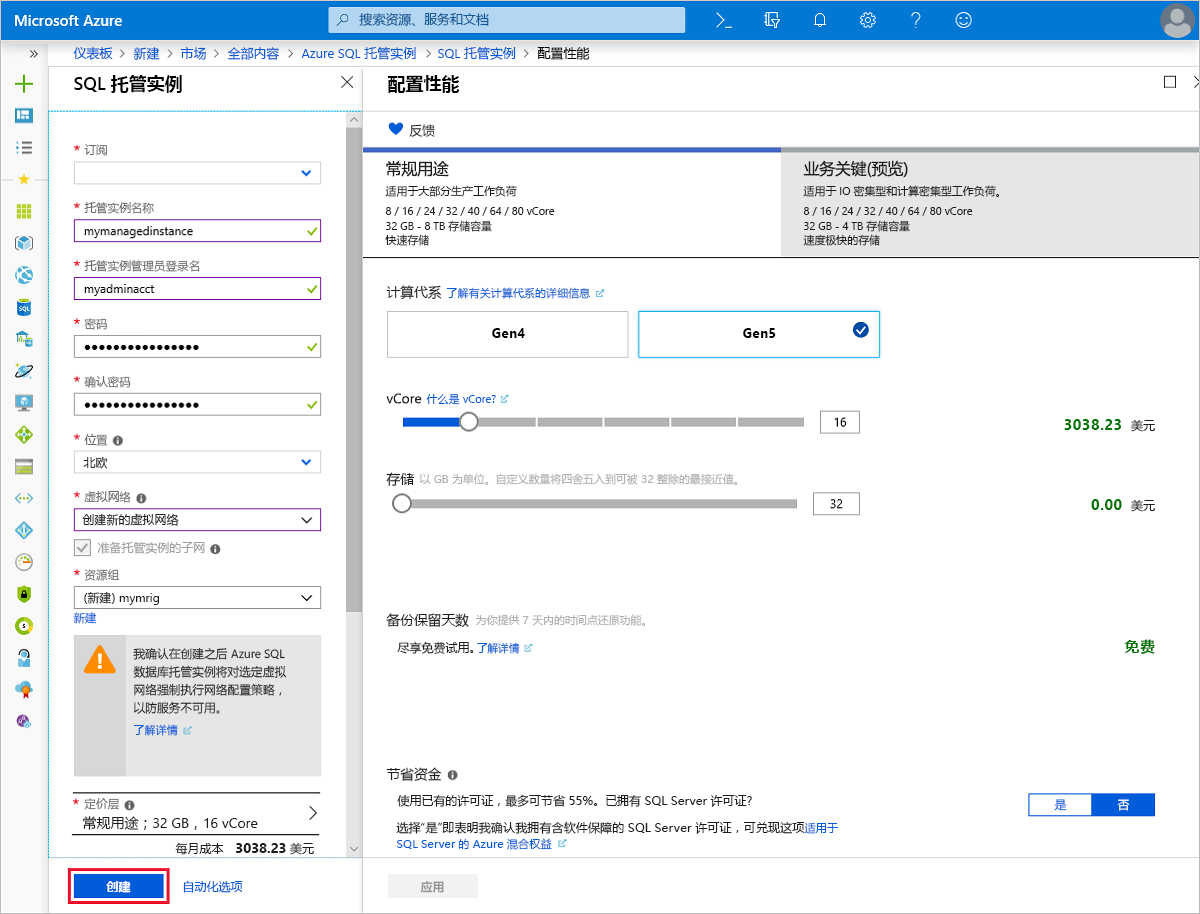 Microsoft Azure
搜索资源、服务和文档
仪表板 > 新建 > 市场 > 全部内容 > Azure SQL 托管实例 > SQL 托管实例 > 配置性能
SQL 托管实例
* 订阅
* 托管实例名称
mymanagedinstance
* 托管实例管理员登录名
myadminacct
* 密码
●●●●●●●●●●●●●●●●
* 确认密码
●●●●●●●●●●●●●●●●
* 位置
北欧
* 虚拟网络
创建新的虚拟网络
准备托管实例的子网
* 资源组
(新建) mymrig
新建
我确认在创建之后 Azure SQL
数据库托管实例将对选定虚拟
网络强制执行网络配置策略，
以防服务不可用。
了解详情
* 定价层
常规用途；32 GB，16 vCore
每月成本 3038.23 美元
创建
自动化选项
配置性能
反馈
常规用途
适用于大部分生产工作负荷
8 / 16 / 24 / 32 / 40 / 64 / 80 vCore
32 GB - 8 TB 存储容量
快速存储
业务关键(预览)
适用于 IO 密集型和计算密集型工作负荷。
8 / 16 / 24 / 32 / 40 / 64 / 80 vCore
32 GB - 4 TB 存储容量
速度极快的存储
计算代系 了解有关计算代系的详细信息
Gen4
Gen5
vCore 什么是 vCore?
16
3038.23 美元
存储 以 GB 为单位。自定义数量将四舍五入到可被 32 整除的最接近值。
32
0.00 美元
备份保留天数 为你提供 7 天内的时间点还原功能。
尽享免费试用。了解详情
免费
节省资金
使用已有的许可证，最多可节省 55%。已拥有 SQL Server 许可证?
是
否
选择"是"即表明我确认我拥有含软件保障的 SQL Server 许可证，可兑现这项适用于
SQL Server 的 Azure 混合权益
应用